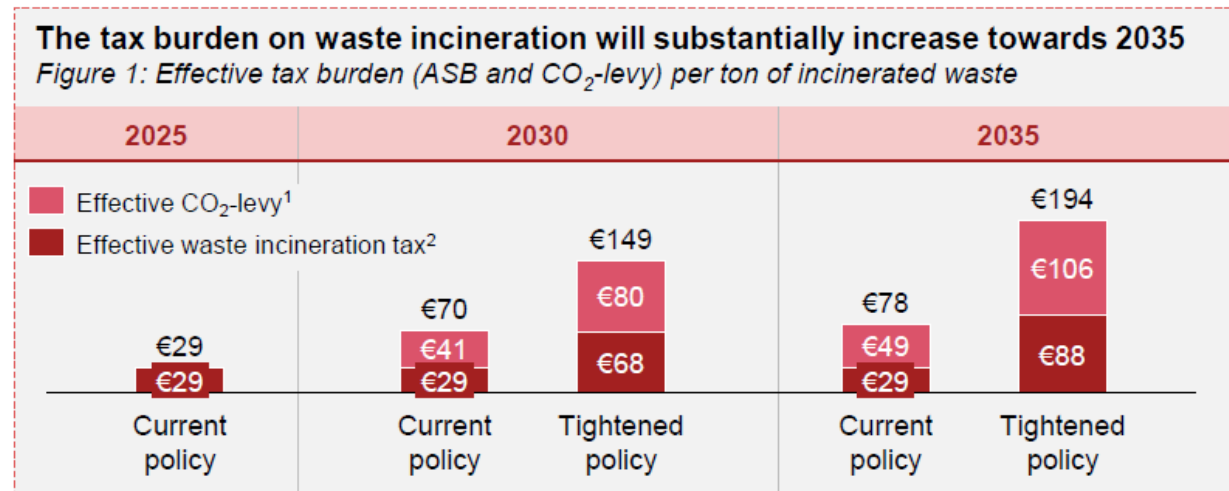 The tax burden on waste incineration will substantially increase towards 2035
Figure 1: Effective tax burden (ASB and CO₂-levy) per ton of incinerated waste
2025
2030
2035
Effective CO₂-levy¹
Effective waste incineration tax²
€29
€29
Current
policy
€70
€41
€29
Current
policy
€149
€80
€68
Tightened
policy
€78
€49
€29
Current
policy
€194
€106
€88
Tightened
policy